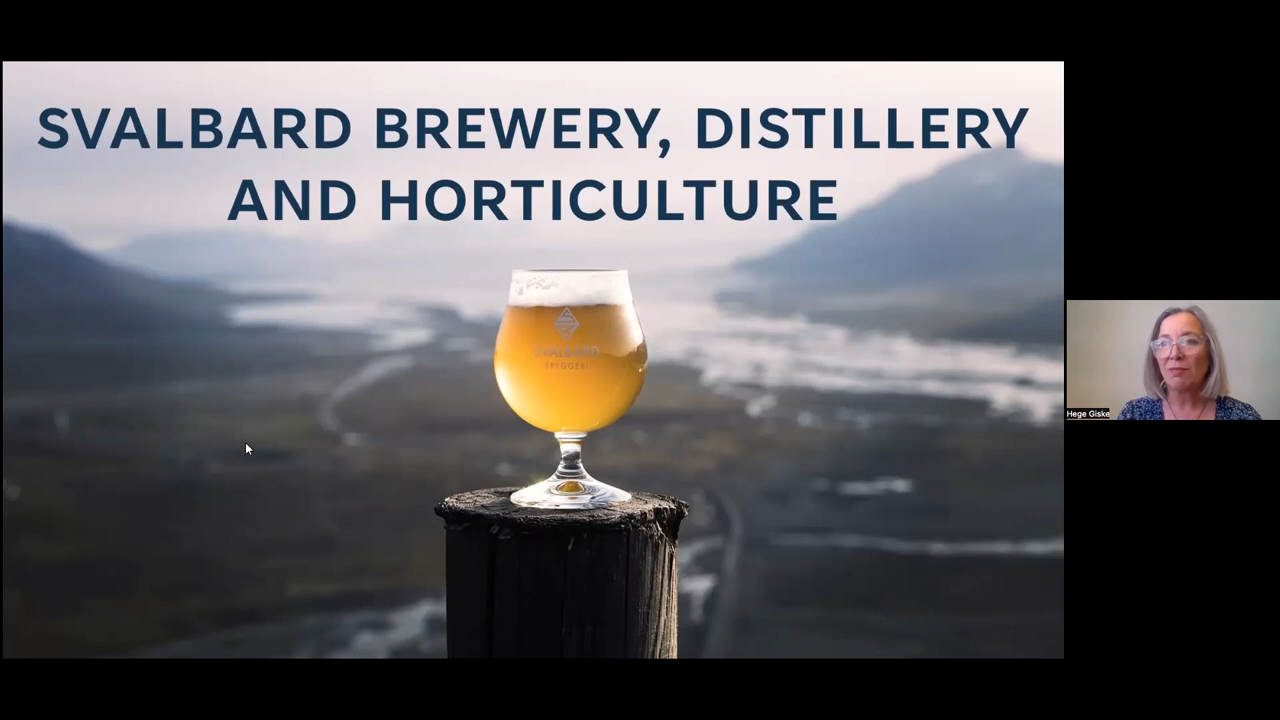 SVALBARD BREWERY, DISTILLERY
AND HORTICULTURE
SVALBARD
BRYGGERI
Hege Giske